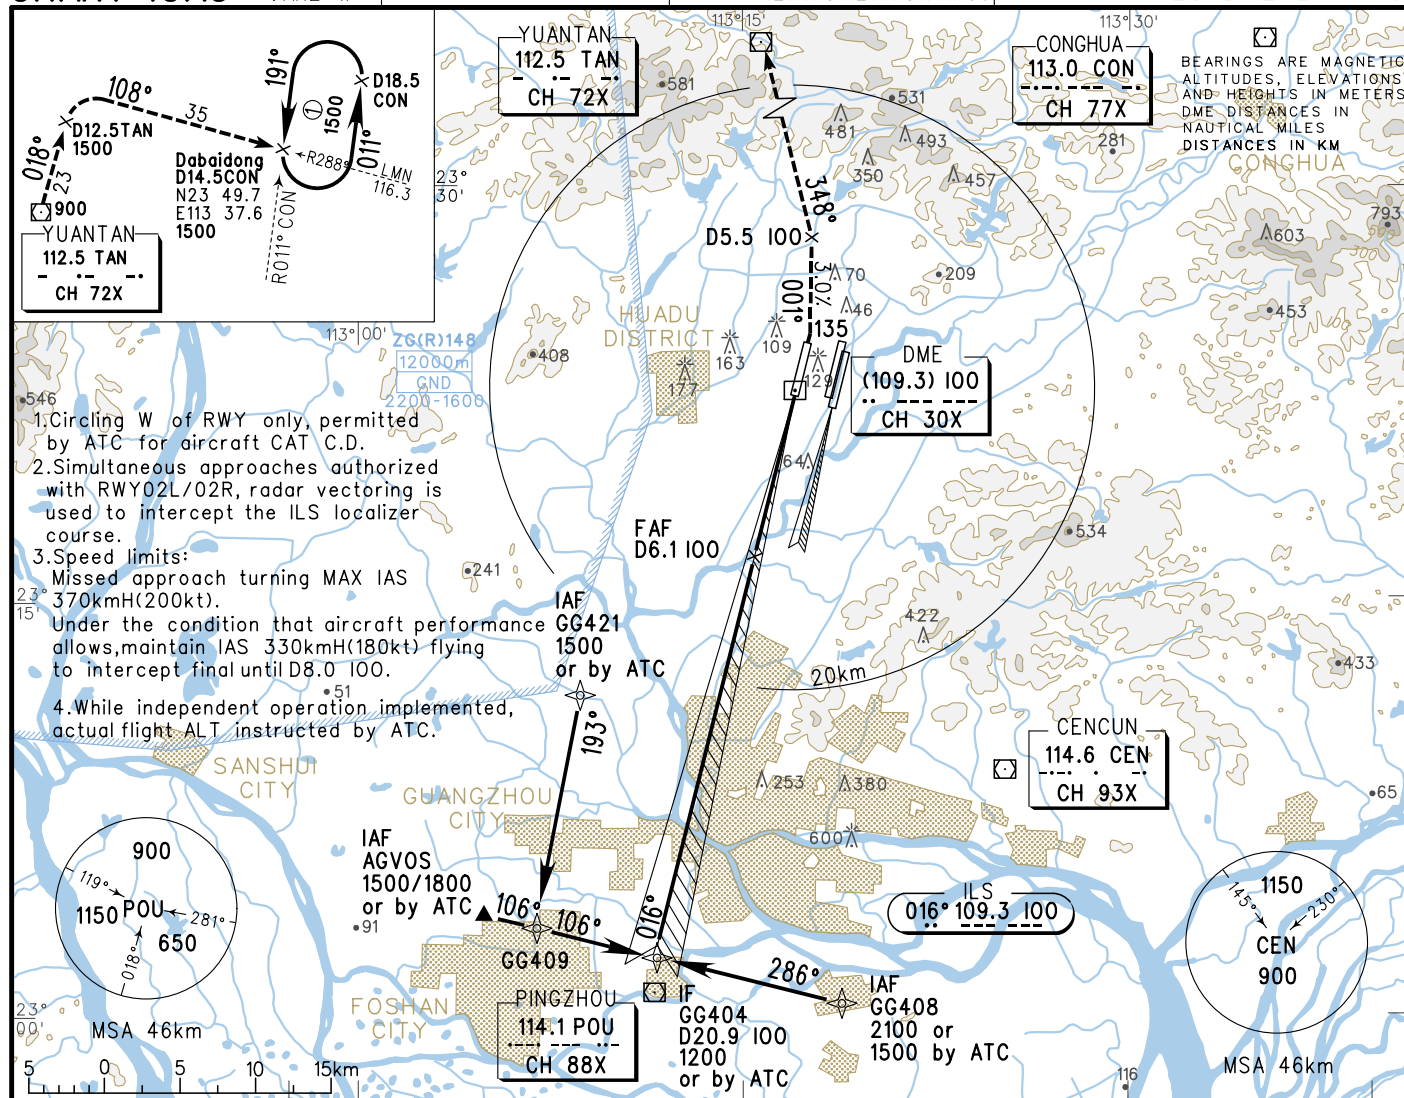 113°15'
113°30'
YUANTAN
112.5 TAN
CH 72X
CONGHUA
113.0 CON
CH 77X
BEARINGS ARE MAGNETIC
ALTITUDES, ELEVATIONS
AND HEIGHTS IN METERS
DME DISTANCES IN
NAUTICAL MILES
DISTANCES IN KM
CONGHUA
191°
D18.5
CON
1
1500
011°
108°
35
018°
23
D12.5TAN
1500
900
Dabaidong
D14.5CON
N23 49.7
E113 37.6
1500
R288°
LMN
116.3
R011° CON
YUANTAN
112.5 TAN
CH 72X
23°
30'
113°00'
581
531
481
493
350
457
281
793
603
453
209
348°
D5.5 IOO
3.0%
001°
70
46
135
HUADU
DISTRICT
109
163
177
129
DME
(109.3) IOO
CH 30X
ZG(R)148
12000m
GND
2200-1600
408
546
1.Circling W of RWY only, permitted
by ATC for aircraft CAT C.D.
2.Simultaneous approaches authorized
with RWY02L/02R, radar vectoring is
used to intercept the ILS localizer
course.
3.Speed limits:
Missed approach turning MAX IAS
370kmH(200kt).
Under the condition that aircraft performance
allows,maintain IAS 330kmH(180kt) flying
to intercept final until D8.0 IOO.
4.While independent operation implemented,
actual flight ALT instructed by ATC.
23°
15'
241
51
64
FAF
D6.1 IOO
534
422
433
20km
IAF
GG421
1500
or by ATC
193°
SANSHUI
CITY
GUANGZHOU
CITY
253
380
600
CENCUN
114.6 CEN
CH 93X
65
900
119°
1150 POU
281°
650
018°
MSA 46km
91
IAF
AGVOS
1500/1800
or by ATC
106°
106°
GG409
016°
ILS
016° 109.3 IOO
1150
145°
230°
CEN
900
MSA 46km
286°
IAF
GG408
2100 or
1500 by ATC
IF
GG404
D20.9 IOO
1200
or by ATC
PINGZHOU
114.1 POU
CH 88X
FOSHAN
CITY
23°
00'
5 0 5 10 15km
116